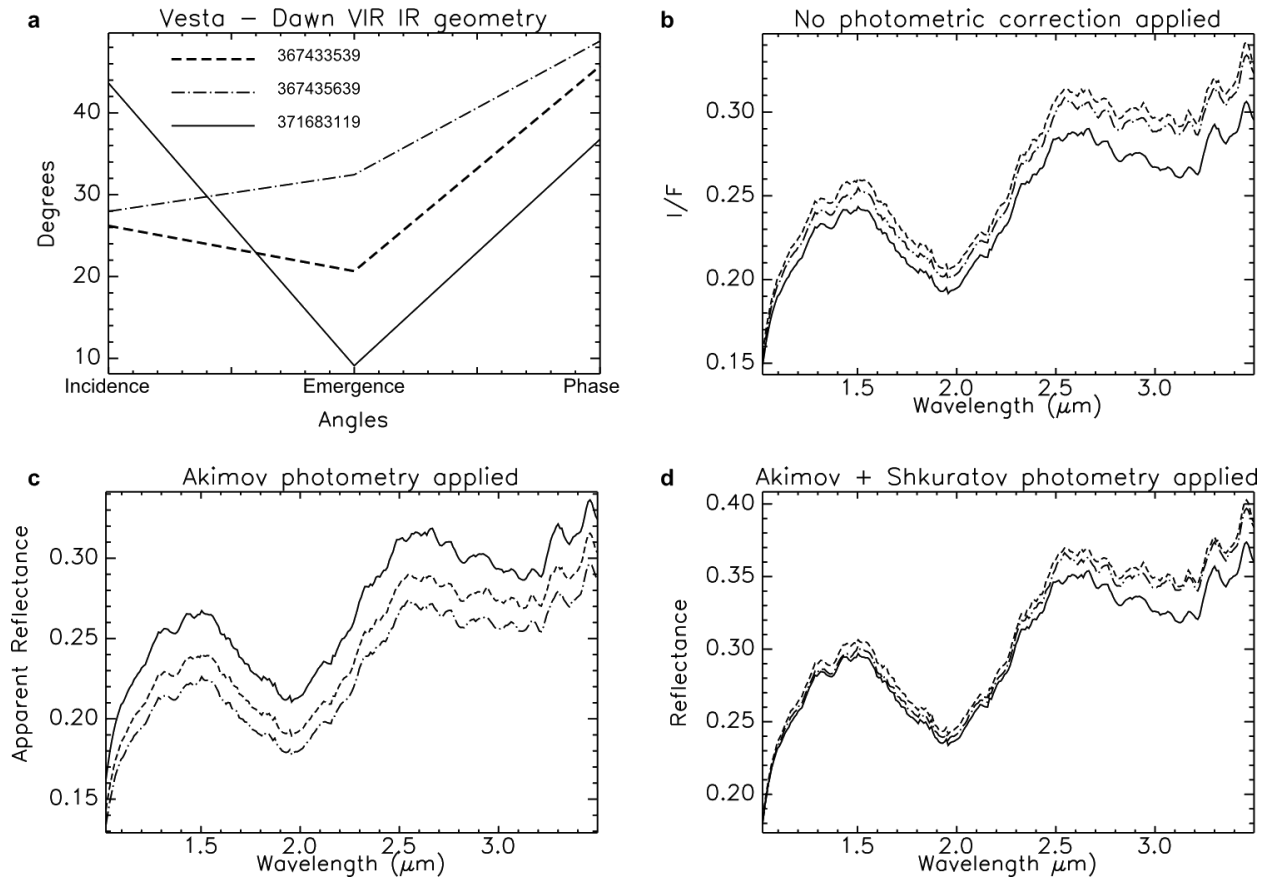 a
Vesta – Dawn VIR IR geometry
367433539
367435639
371683119
Degrees
40
30
20
10
Incidence Emergence Phase
Angles
b
No photometric correction applied
I/F
0.30
0.25
0.20
0.15
1.5 2.0 2.5 3.0
Wavelength (μm)
c
Akimov photometry applied
Apparent Reflectance
0.30
0.25
0.20
0.15
1.5 2.0 2.5 3.0
Wavelength (μm)
d
Akimov + Shkuratov photometry applied
Reflectance
0.40
0.35
0.30
0.25
0.20
1.5 2.0 2.5 3.0
Wavelength (μm)